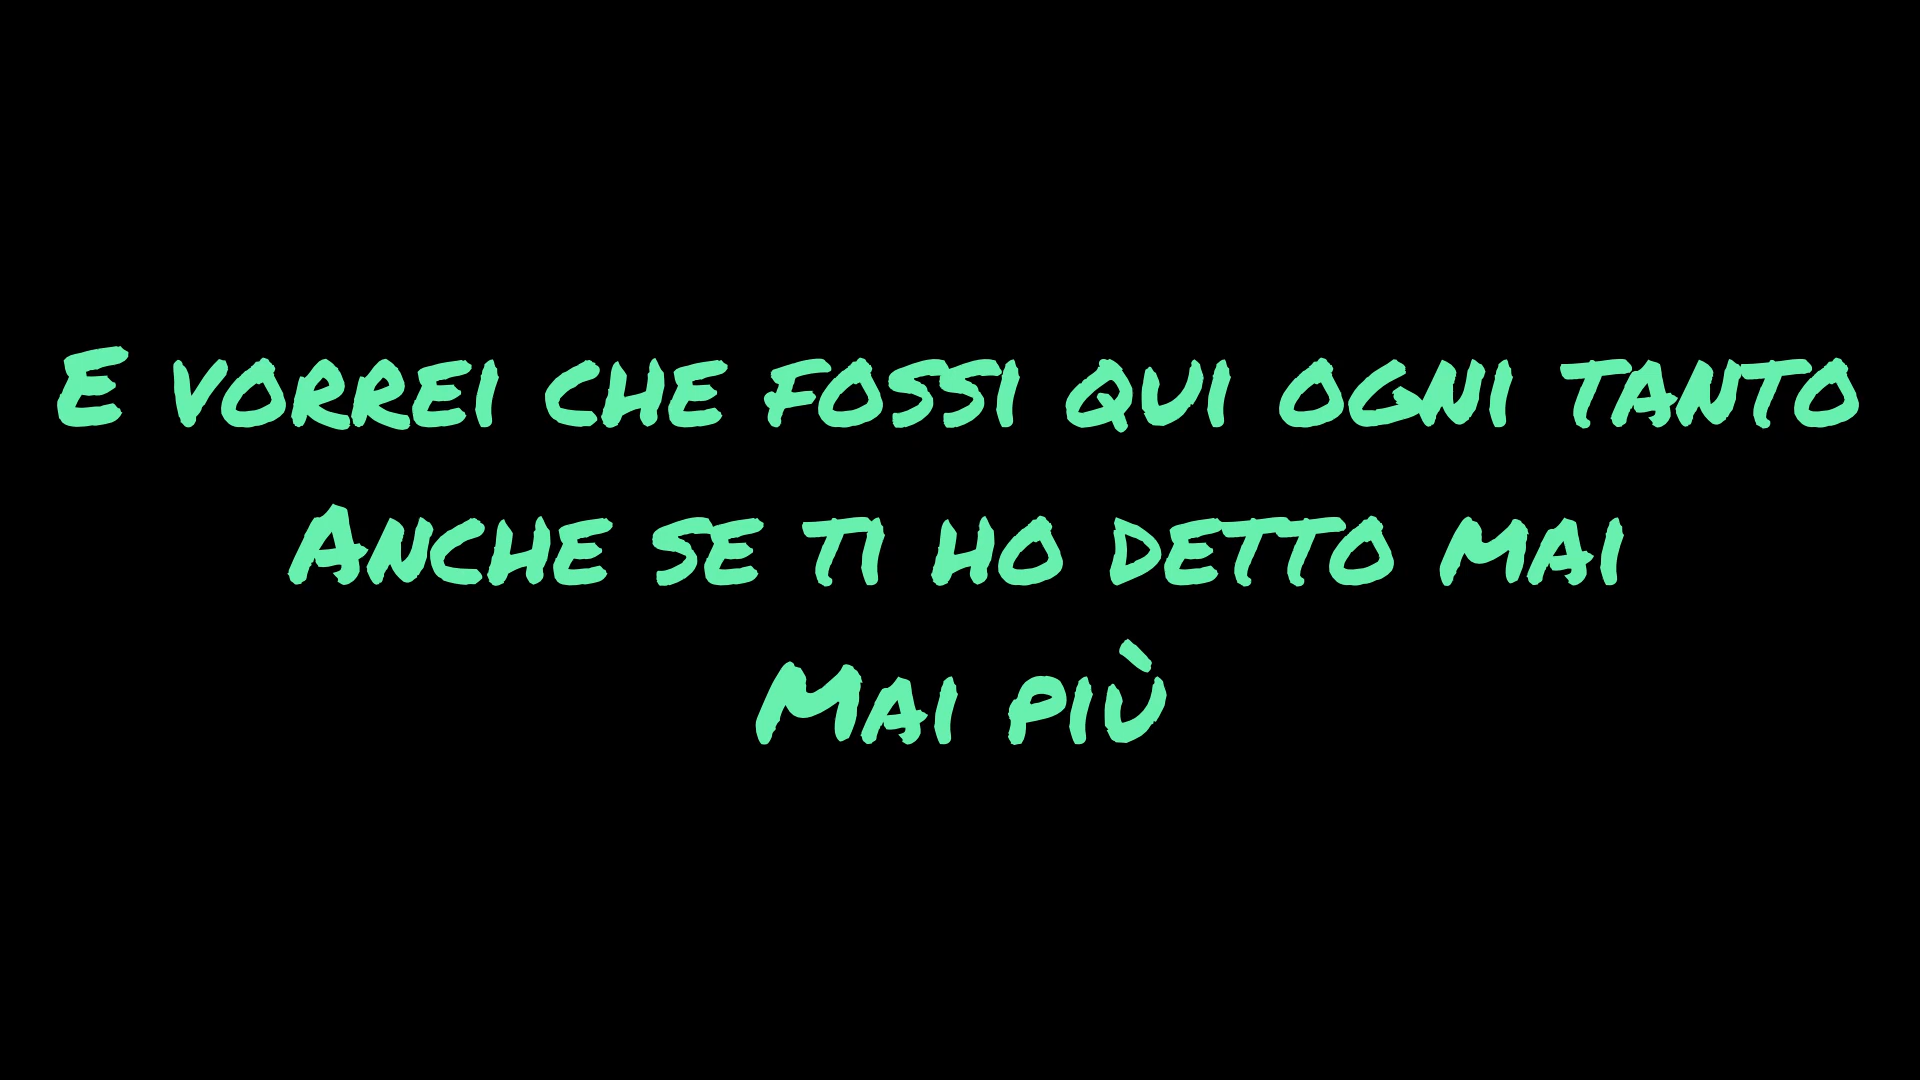 E vorrei che fossi qui ogni tanto
Anche se ti ho detto mai
Mai più